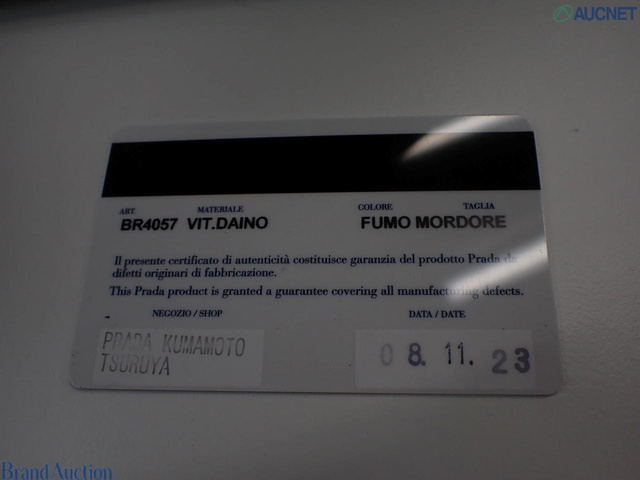 AUCNET
ART. MATERIALE COLORE TAGLIA
BR4057 VIT.DAINO FUMO MORDORE
Il presente certificato di autenticità costituisce garanzia del prodotto Prada da
difetti originari di fabbricazione.
This Prada product is granted a guarantee covering all manufacturing defects.
NEGOZIO / SHOP DATA / DATE
PRADA KUMAMOTO
TSURUYA
08. 11. 23
Brand Auction